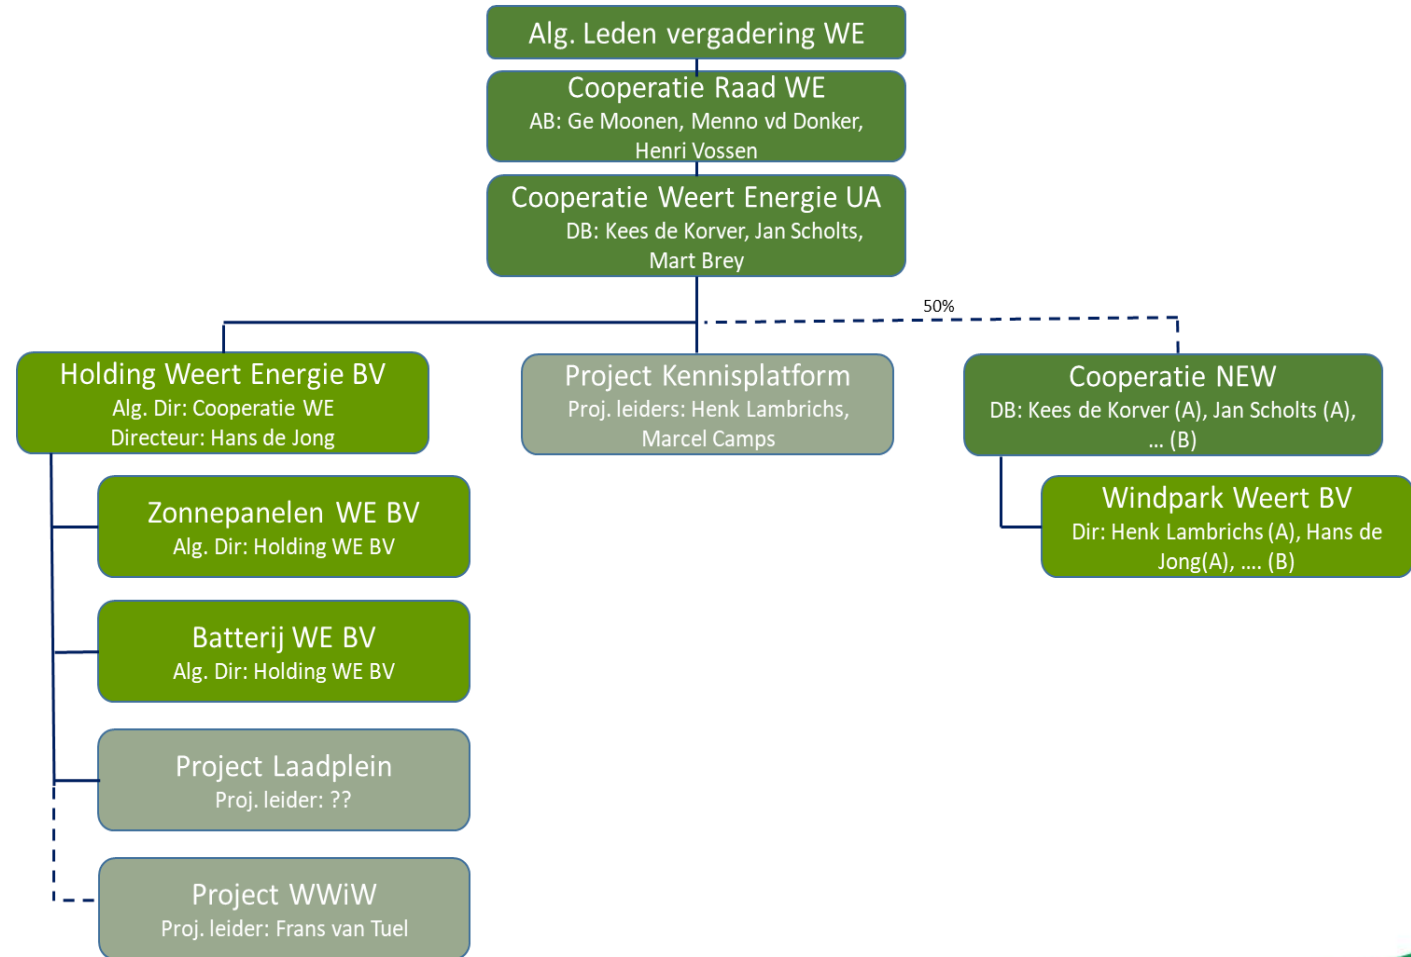 Alg. Leden vergadering WE
Cooperatie Raad WE
AB: Ge Moonen, Menno vd Donker,
Henri Vossen
Cooperatie Weert Energie UA
DB: Kees de Korver, Jan Scholts,
Mart Brey
50%
Holding Weert Energie BV
Alg. Dir: Cooperatie WE
Directeur: Hans de Jong
Project Kennisplatform
Proj. leiders: Henk Lambrichs,
Marcel Camps
Cooperatie NEW
DB: Kees de Korver (A), Jan Scholts (A),
... (B)
Zonnepanelen WE BV
Alg. Dir: Holding WE BV
Windpark Weert BV
Dir: Henk Lambrichs (A), Hans de
Jong(A), .... (B)
Batterij WE BV
Alg. Dir: Holding WE BV
Project Laadplein
Proj. leider: ??
Project WWiW
Proj. leider: Frans van Tuel